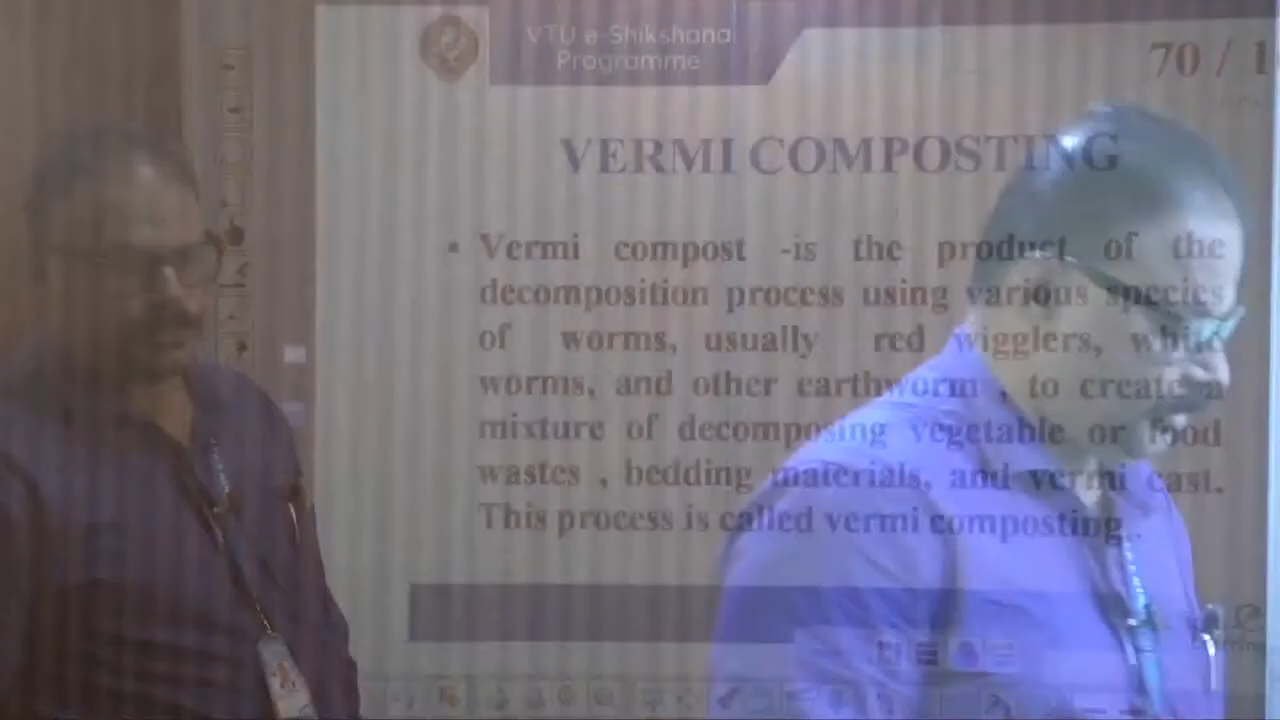 VTU e-Shikshana
Programme
70 / 1
VERMI COMPOSTING
• Vermi compost -is the product of the
decomposition process using various species
of worms, usually red wigglers, white
worms, and other earthworm , to create a
mixture of decomposing vegetable or food
wastes , bedding materials, and vermi cast.
This process is called vermi composting.